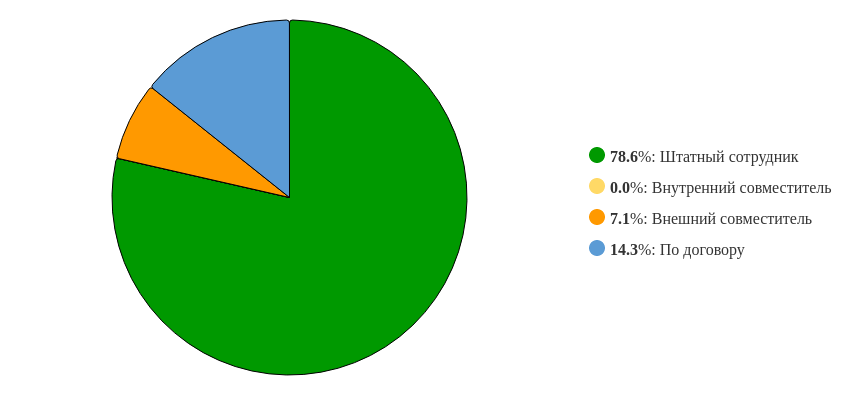 78.6%: Штатный сотрудник
0.0%: Внутренний совместитель
7.1%: Внешний совместитель
14.3%: По договору